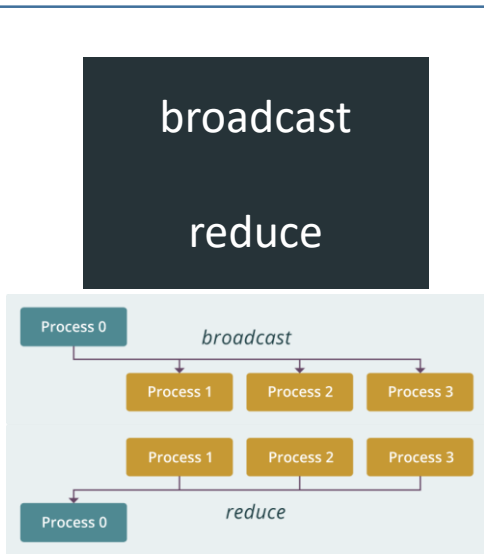 broadcast
reduce
Process 0
broadcast
Process 1 Process 2 Process 3
Process 1 Process 2 Process 3
reduce
Process 0